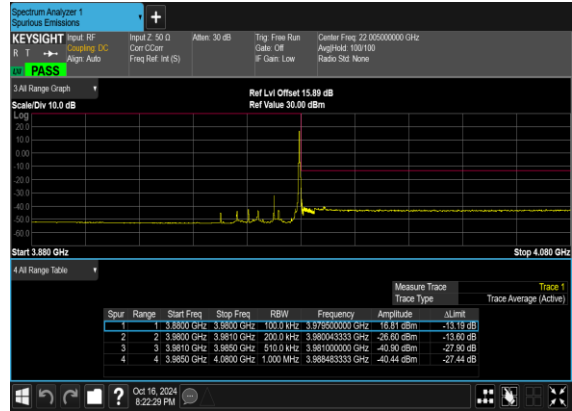 Spectrum Analyzer 1
Spurious Emissions
+
KEYSIGHT Input: RF Input Z: 50 Ω Atten: 30 dB Trig: Free Run Center Freq: 22.005000000 GHz
R T Coupling: DC Corr CCorr Gate: Off Avg|Hold: 100/100
Align: Auto Freq Ref: Int (S) IF Gain: Low Radio Std: None
PASS
3 All Range Graph
Ref Lvl Offset 15.89 dB
Scale/Div 10.0 dB Ref Value 30.00 dBm
Log
20.0
10.0
0.00
-10.0
-20.0
-30.0
-40.0
-50.0
-60.0
Start 3.880 GHz Stop 4.080 GHz
4 All Range Table
Measure Trace Trace 1
Trace Type Trace Average (Active)
Spur Range Start Freq Stop Freq RBW Frequency Amplitude ΔLimit
1 1 3.8800 GHz 3.9800 GHz 100.0 kHz 3.979500000 GHz 16.81 dBm -13.19 dB
2 2 3.9800 GHz 3.9810 GHz 200.0 kHz 3.980043333 GHz -26.60 dBm -13.60 dB
3 3 3.9810 GHz 3.9850 GHz 510.0 kHz 3.981000000 GHz -40.90 dBm -27.90 dB
4 4 3.9850 GHz 4.0800 GHz 1.000 MHz 3.988483333 GHz -40.44 dBm -27.44 dB
? Oct 16, 2024
8:22:29 PM